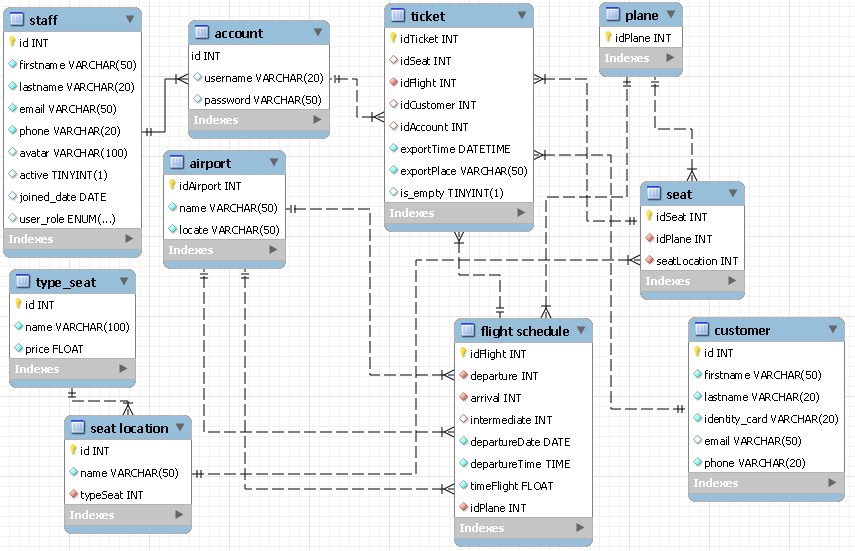 staff
id INT
firstname VARCHAR(50)
lastname VARCHAR(20)
email VARCHAR(50)
phone VARCHAR(20)
avatar VARCHAR(100)
active TINYINT(1)
joined_date DATE
user_role ENUM(...)
Indexes
account
id INT
username VARCHAR(20)
password VARCHAR(50)
Indexes
ticket
idTicket INT
idSeat INT
idFlight INT
idCustomer INT
idAccount INT
exportTime DATETIME
exportPlace VARCHAR(50)
is_empty TINYINT(1)
Indexes
plane
idPlane INT
Indexes
airport
idAirport INT
name VARCHAR(50)
locate VARCHAR(50)
Indexes
seat
idSeat INT
idPlane INT
seatLocation INT
Indexes
type_seat
id INT
name VARCHAR(100)
price FLOAT
Indexes
flight schedule
idFlight INT
departure INT
arrival INT
intermediate INT
departureDate DATE
departureTime TIME
timeFlight FLOAT
idPlane INT
Indexes
customer
id INT
firstname VARCHAR(50)
lastname VARCHAR(20)
identity_card VARCHAR(20)
email VARCHAR(50)
phone VARCHAR(20)
Indexes
seat location
id INT
name VARCHAR(50)
typeSeat INT
Indexes